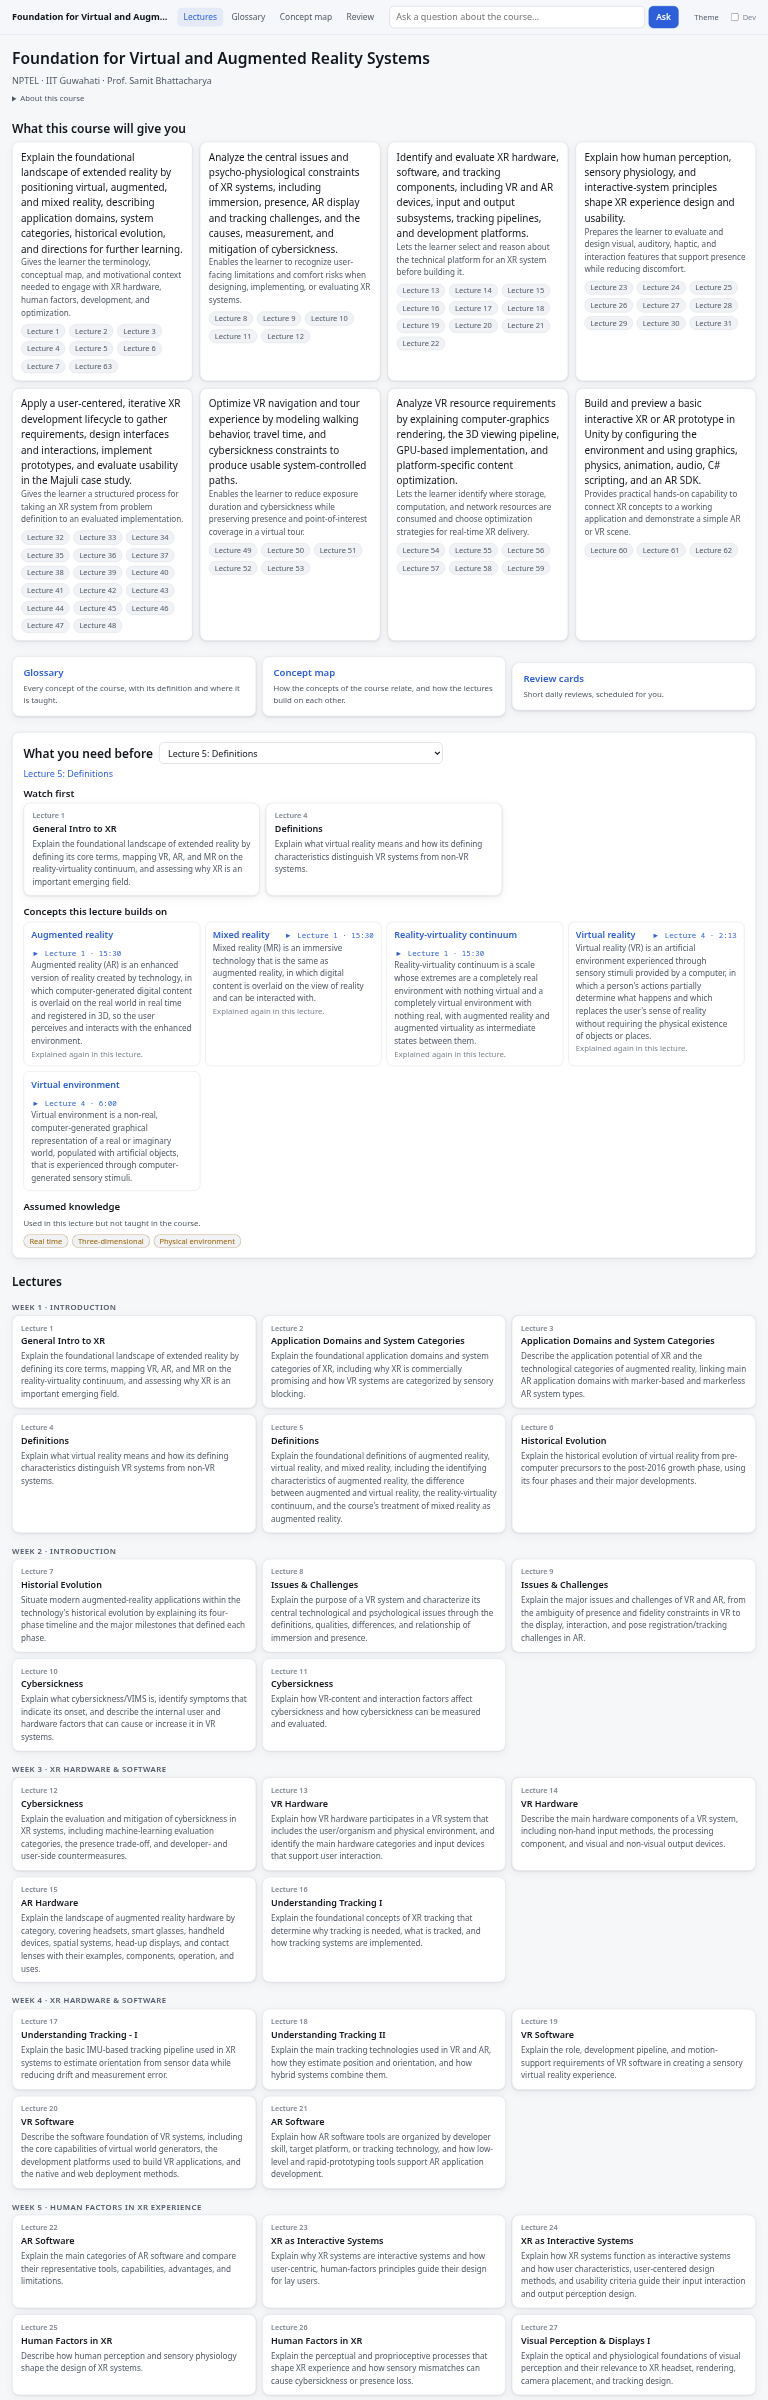 Foundation for Virtual and Augm...
Lectures
Glossary
Concept map
Review
Ask a question about the course...
Ask
Theme
Dev
Foundation for Virtual and Augmented Reality Systems
NPTEL · IIT Guwahati · Prof. Samit Bhattacharya
About this course
What this course will give you
Explain the foundational
landscape of extended reality by
positioning virtual, augmented,
and mixed reality, describing
application domains, system
categories, historical evolution,
and directions for further learning.
Gives the learner the terminology,
conceptual map, and motivational context
needed to engage with XR hardware,
human factors, development, and
optimization.
Lecture 1 Lecture 2 Lecture 3
Lecture 4 Lecture 5 Lecture 6
Lecture 7 Lecture 63
Analyze the central issues and
psycho-physiological constraints
of XR systems, including
immersion, presence, AR display
and tracking challenges, and the
causes, measurement, and
mitigation of cybersickness.
Enables the learner to recognize user-
facing limitations and comfort risks when
designing, implementing, or evaluating XR
systems.
Lecture 8 Lecture 9 Lecture 10
Lecture 11 Lecture 12
Identify and evaluate XR hardware,
software, and tracking
components, including VR and AR
devices, input and output
subsystems, tracking pipelines,
and development platforms.
Lets the learner select and reason about
the technical platform for an XR system
before building it.
Lecture 13 Lecture 14 Lecture 15
Lecture 16 Lecture 17 Lecture 18
Lecture 19 Lecture 20 Lecture 21
Lecture 22
Explain how human perception,
sensory physiology, and
interactive-system principles
shape XR experience design and
usability.
Prepares the learner to evaluate and
design visual, auditory, haptic, and
interaction features that support presence
while reducing discomfort.
Lecture 23 Lecture 24 Lecture 25
Lecture 26 Lecture 27 Lecture 28
Lecture 29 Lecture 30 Lecture 31
Apply a user-centered, iterative XR
development lifecycle to gather
requirements, design interfaces
and interactions, implement
prototypes, and evaluate usability
in the Majuli case study.
Gives the learner a structured process for
taking an XR system from problem
definition to an evaluated implementation.
Lecture 32 Lecture 33 Lecture 34
Lecture 35 Lecture 36 Lecture 37
Lecture 38 Lecture 39 Lecture 40
Lecture 41 Lecture 42 Lecture 43
Lecture 44 Lecture 45 Lecture 46
Lecture 47 Lecture 48
Optimize VR navigation and tour
experience by modeling walking
behavior, travel time, and
cybersickness constraints to
produce usable system-controlled
paths.
Enables the learner to reduce exposure
duration and cybersickness while
preserving presence and point-of-interest
coverage in a virtual tour.
Lecture 49 Lecture 50 Lecture 51
Lecture 52 Lecture 53
Analyze VR resource requirements
by explaining computer-graphics
rendering, the 3D viewing pipeline,
GPU-based implementation, and
platform-specific content
optimization.
Lets the learner identify where storage,
computation, and network resources are
consumed and choose optimization
strategies for real-time XR delivery.
Lecture 54 Lecture 55 Lecture 56
Lecture 57 Lecture 58 Lecture 59
Build and preview a basic
interactive XR or AR prototype in
Unity by configuring the
environment and using graphics,
physics, animation, audio, C#
scripting, and an AR SDK.
Provides practical hands-on capability to
connect XR concepts to a working
application and demonstrate a simple AR
or VR scene.
Lecture 60 Lecture 61 Lecture 62
Glossary
Every concept of the course, with its definition and where it
is taught.
Concept map
How the concepts of the course relate, and how the lectures
build on each other.
Review cards
Short daily reviews, scheduled for you.
What you need before
Lecture 5: Definitions
Lecture 5: Definitions
Watch first
Lecture 1
General Intro to XR
Explain the foundational landscape of extended reality by
defining its core terms, mapping VR, AR, and MR on the
reality-virtuality continuum, and assessing why XR is an
important emerging field.
Lecture 4
Definitions
Explain what virtual reality means and how its defining
characteristics distinguish VR systems from non-VR
systems.
Concepts this lecture builds on
Augmented reality
► Lecture 1 · 15:30
Augmented reality (AR) is an enhanced
version of reality created by technology, in
which computer-generated digital content
is overlaid on the real world in real time
and registered in 3D, so the user
perceives and interacts with the enhanced
environment.
Explained again in this lecture.
Mixed reality ► Lecture 1 · 15:30
Mixed reality (MR) is an immersive
technology that is the same as
augmented reality, in which digital
content is overlaid on the view of reality
and can be interacted with.
Explained again in this lecture.
Reality-virtuality continuum
► Lecture 1 · 15:30
Reality-virtuality continuum is a scale
whose extremes are a completely real
environment with nothing virtual and a
completely virtual environment with
nothing real, with augmented reality and
augmented virtuality as intermediate
states between them.
Explained again in this lecture.
Virtual reality ► Lecture 4 · 2:13
Virtual reality (VR) is an artificial
environment experienced through
sensory stimuli provided by a computer, in
which a person's actions partially
determine what happens and which
replaces the user's sense of reality
without requiring the physical existence
of objects or places.
Explained again in this lecture.
Virtual environment
► Lecture 4 · 6:00
Virtual environment is a non-real,
computer-generated graphical
representation of a real or imaginary
world, populated with artificial objects,
that is experienced through computer-
generated sensory stimuli.
Assumed knowledge
Used in this lecture but not taught in the course.
Real time Three-dimensional Physical environment
Lectures
WEEK 1 · INTRODUCTION
Lecture 1
General Intro to XR
Explain the foundational landscape of extended reality by
defining its core terms, mapping VR, AR, and MR on the
reality-virtuality continuum, and assessing why XR is an
important emerging field.
Lecture 2
Application Domains and System Categories
Explain the foundational application domains and system
categories of XR, including why XR is commercially
promising and how VR systems are categorized by sensory
blocking.
Lecture 3
Application Domains and System Categories
Describe the application potential of XR and the
technological categories of augmented reality, linking main
AR application domains with marker-based and markerless
AR system types.
Lecture 4
Definitions
Explain what virtual reality means and how its defining
characteristics distinguish VR systems from non-VR
systems.
Lecture 5
Definitions
Explain the foundational definitions of augmented reality,
virtual reality, and mixed reality, including the identifying
characteristics of augmented reality, the difference
between augmented and virtual reality, the reality-virtuality
continuum, and the course's treatment of mixed reality as
augmented reality.
Lecture 6
Historical Evolution
Explain the historical evolution of virtual reality from pre-
computer precursors to the post-2016 growth phase, using
its four phases and their major developments.
WEEK 2 · INTRODUCTION
Lecture 7
Historial Evolution
Situate modern augmented-reality applications within the
technology's historical evolution by explaining its four-
phase timeline and the major milestones that defined each
phase.
Lecture 8
Issues & Challenges
Explain the purpose of a VR system and characterize its
central technological and psychological issues through the
definitions, qualities, differences, and relationship of
immersion and presence.
Lecture 9
Issues & Challenges
Explain the major issues and challenges of VR and AR, from
the ambiguity of presence and fidelity constraints in VR to
the display, interaction, and pose registration/tracking
challenges in AR.
Lecture 10
Cybersickness
Explain what cybersickness/VIMS is, identify symptoms that
indicate its onset, and describe the internal user and
hardware factors that can cause or increase it in VR
systems.
Lecture 11
Cybersickness
Explain how VR-content and interaction factors affect
cybersickness and how cybersickness can be measured
and evaluated.
WEEK 3 · XR HARDWARE & SOFTWARE
Lecture 12
Cybersickness
Explain the evaluation and mitigation of cybersickness in
XR systems, including machine-learning evaluation
categories, the presence trade-off, and developer- and
user-side countermeasures.
Lecture 13
VR Hardware
Explain how VR hardware participates in a VR system that
includes the user/organism and physical environment, and
identify the main hardware categories and input devices
that support user interaction.
Lecture 14
VR Hardware
Describe the main hardware components of a VR system,
including non-hand input methods, the processing
component, and visual and non-visual output devices.
Lecture 15
AR Hardware
Explain the landscape of augmented reality hardware by
category, covering headsets, smart glasses, handheld
devices, spatial systems, head-up displays, and contact
lenses with their examples, components, operation, and
uses.
Lecture 16
Understanding Tracking I
Explain the foundational concepts of XR tracking that
determine why tracking is needed, what is tracked, and
how tracking systems are implemented.
WEEK 4 · XR HARDWARE & SOFTWARE
Lecture 17
Understanding Tracking - I
Explain the basic IMU-based tracking pipeline used in XR
systems to estimate orientation from sensor data while
reducing drift and measurement error.
Lecture 18
Understanding Tracking II
Explain the main tracking technologies used in VR and AR,
how they estimate position and orientation, and how
hybrid systems combine them.
Lecture 19
VR Software
Explain the role, development pipeline, and motion-
support requirements of VR software in creating a sensory
virtual reality experience.
Lecture 20
VR Software
Describe the software foundation of VR systems, including
the core capabilities of virtual world generators, the
development platforms used to build VR applications, and
the native and web deployment methods.
Lecture 21
AR Software
Explain how AR software tools are organized by developer
skill, target platform, or tracking technology, and how low-
level and rapid-prototyping tools support AR application
development.
WEEK 5 · HUMAN FACTORS IN XR EXPERIENCE
Lecture 22
AR Software
Explain the main categories of AR software and compare
their representative tools, capabilities, advantages, and
limitations.
Lecture 23
XR as Interactive Systems
Explain why XR systems are interactive systems and how
user-centric, human-factors principles guide their design
for lay users.
Lecture 24
XR as Interactive Systems
Explain how XR systems function as interactive systems
and how user characteristics, user-centered design
methods, and usability criteria guide their input interaction
and output perception design.
Lecture 25
Human Factors in XR
Describe how human perception and sensory physiology
shape the design of XR systems.
Lecture 26
Human Factors in XR
Explain the perceptual and proprioceptive processes that
shape XR experience and how sensory mismatches can
cause cybersickness or presence loss.
Lecture 27
Visual Perception & Displays I
Explain the optical and physiological foundations of visual
perception and their relevance to XR headset, rendering,
camera placement, and tracking design.